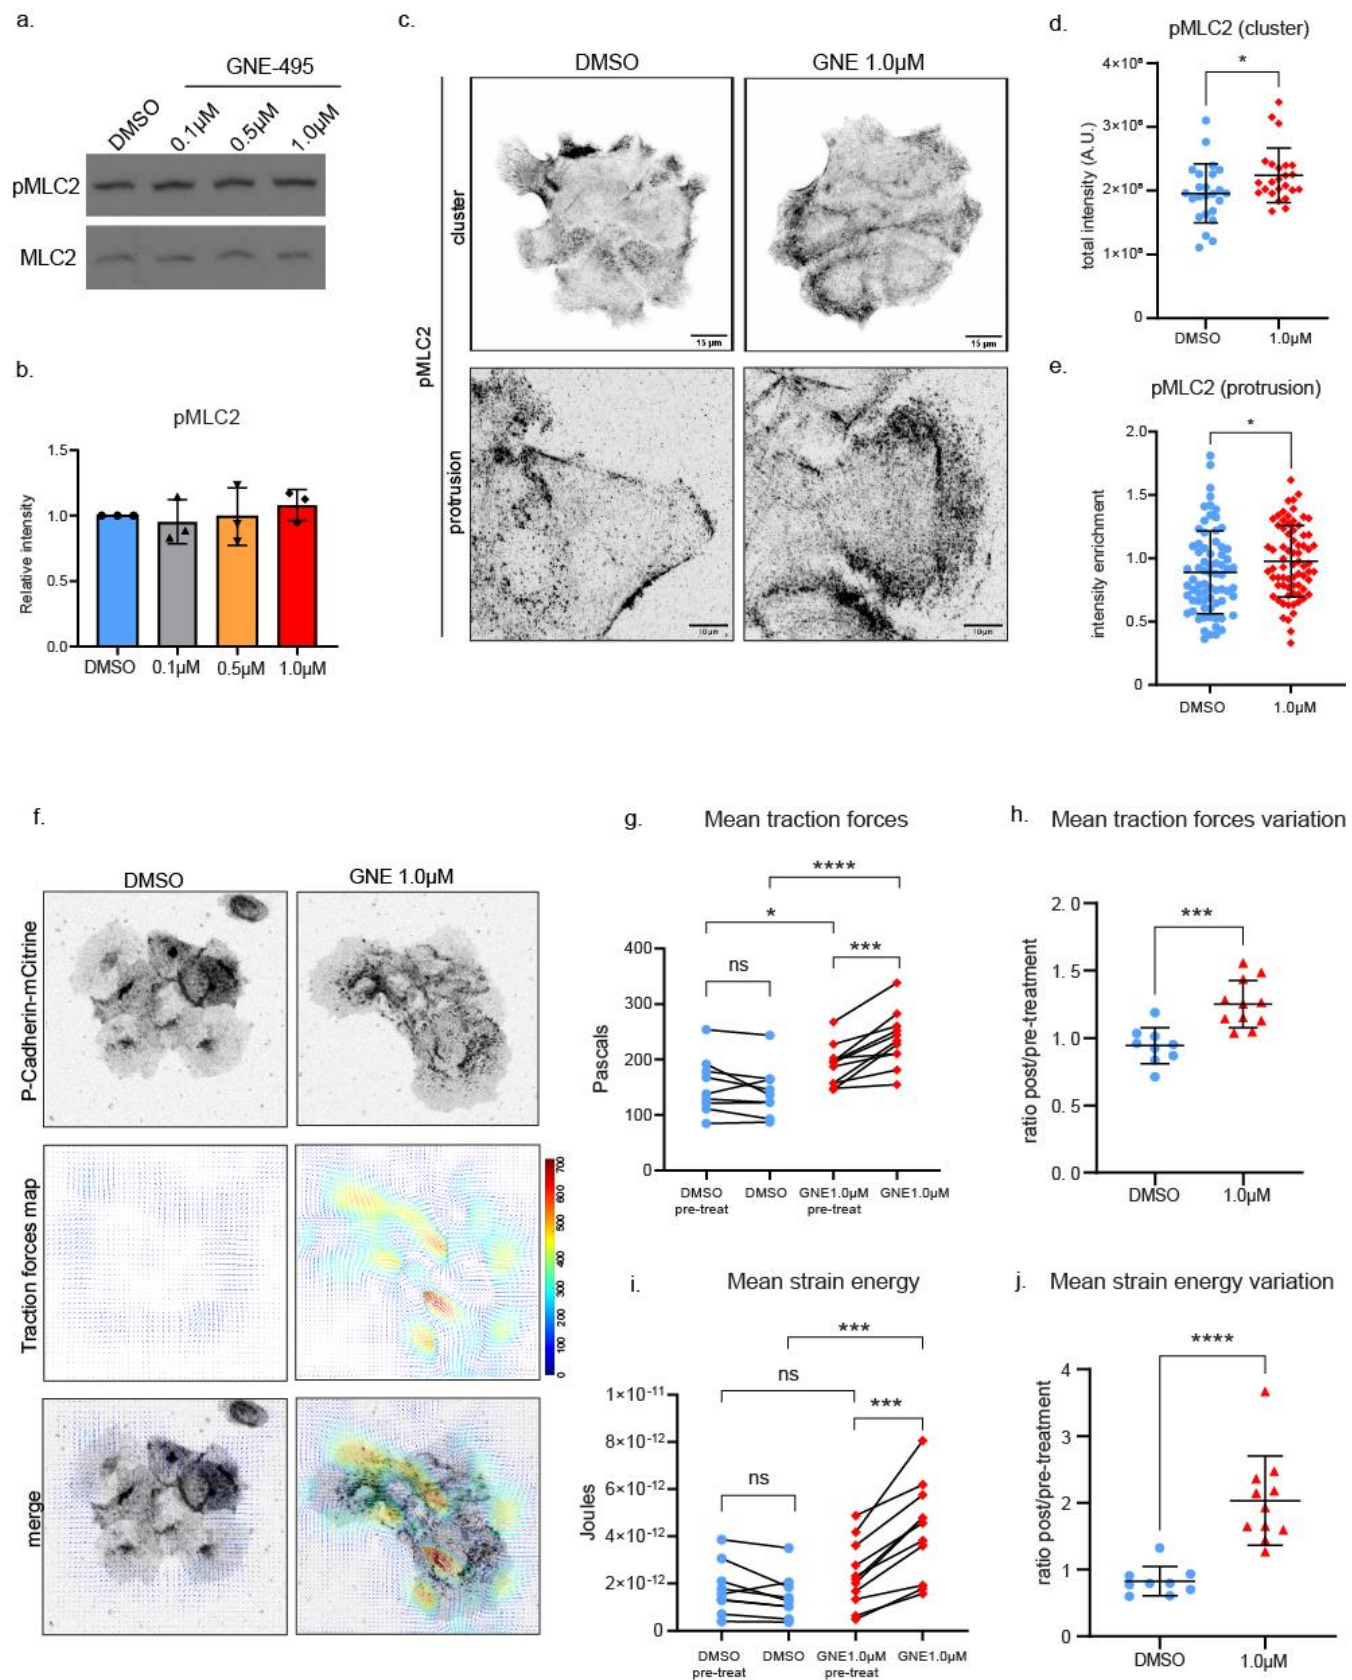 a.
GNE-495
DMSO
0.1µM
0.5µM
1.0µM
pMLC2
MLC2
b.
pMLC2
Relative intensity
1.5
1.0
0.5
0.0
DMSO 0.1µM 0.5µM 1.0µM
c.
DMSO GNE 1.0µM
pMLC2
cluster
15 µm 15 µm
protrusion
10µm 10µm
d.
pMLC2 (cluster)
*
total intensity (A.U.)
4×10⁸
3×10⁸
2×10⁸
1×10⁸
0
DMSO 1.0µM
e.
pMLC2 (protrusion)
*
intensity enrichment
2.0
1.5
1.0
0.5
0
DMSO 1.0µM
f.
DMSO GNE 1.0µM
P-Cadherin-mCitrine
Traction forces map
700
600
500
400
300
200
100
0
merge
g. Mean traction forces
****
*
***
ns
Pascals
400
300
200
100
0
DMSO DMSO GNE1.0µM GNE1.0µM
pre-treat pre-treat
h. Mean traction forces variation
***
ratio post/pre-treatment
2. 0
1.5
1.0
0.5
0. 0
DMSO 1.0µM
i. Mean strain energy
***
ns
***
ns
Joules
1×10⁻¹¹
8×10⁻¹²
6×10⁻¹²
4×10⁻¹²
2×10⁻¹²
0
DMSO DMSO GNE1.0µM GNE1.0µM
pre-treat pre-treat
j. Mean strain energy variation
****
ratio post/pre-treatment
4
3
2
1
0
DMSO 1.0µM